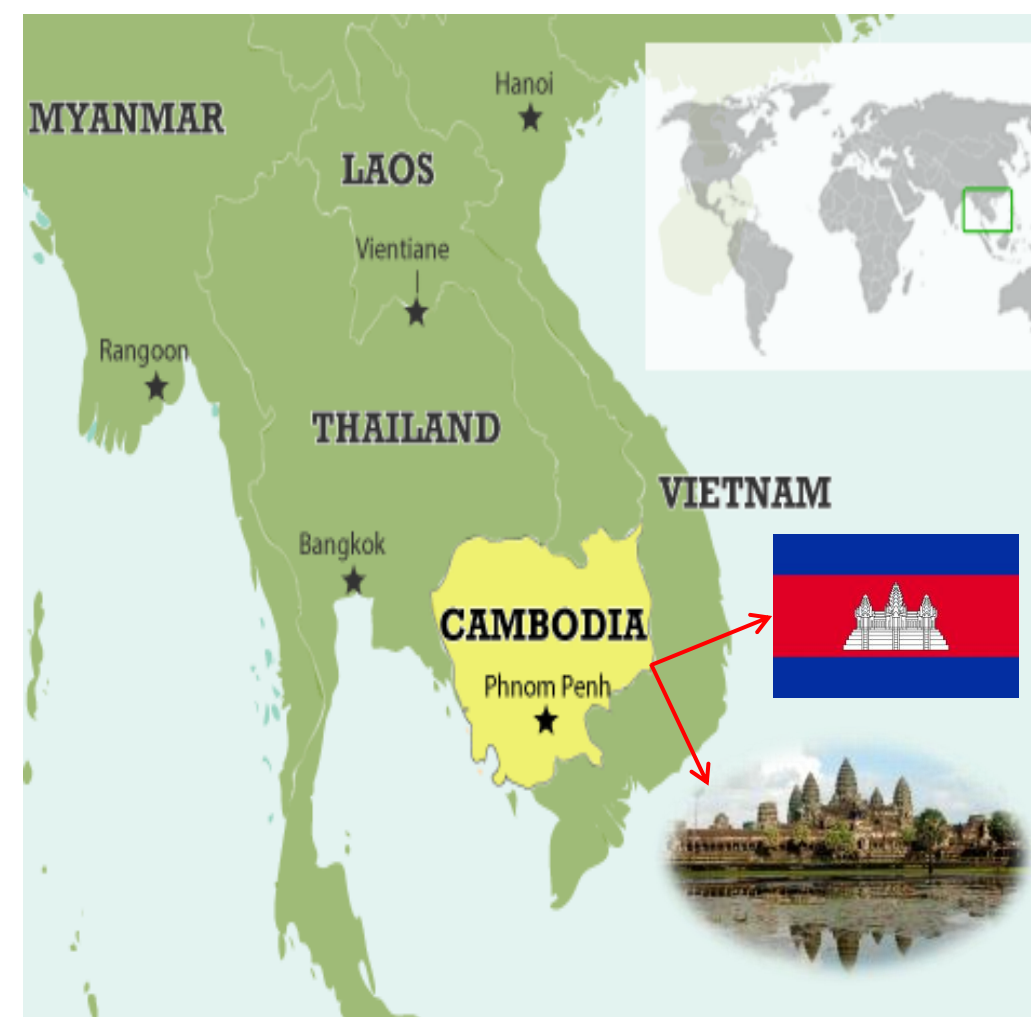 Hanoi
MYANMAR
LAOS
Vientiane
Rangoon
THAILAND
VIETNAM
Bangkok
CAMBODIA
Phnom Penh